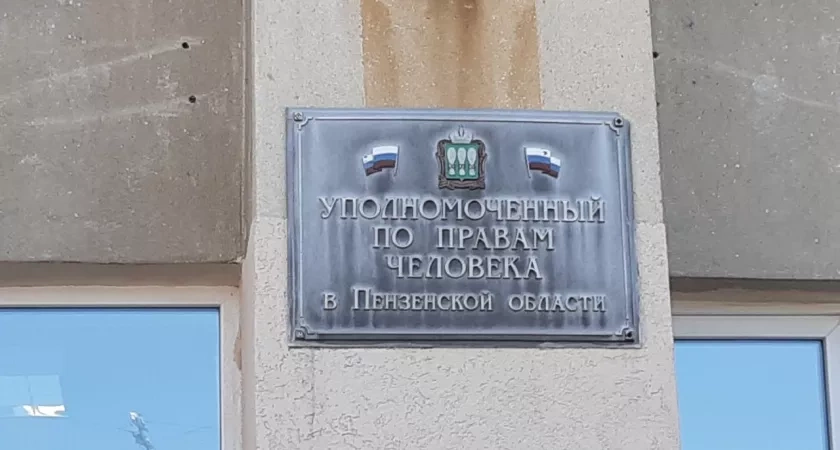 УПОЛНОМОЧЕННЫЙ
ПО ПРАВАМ
ЧЕЛОВЕКА
В ПЕНЗЕНСКОЙ ОБЛАСТИ